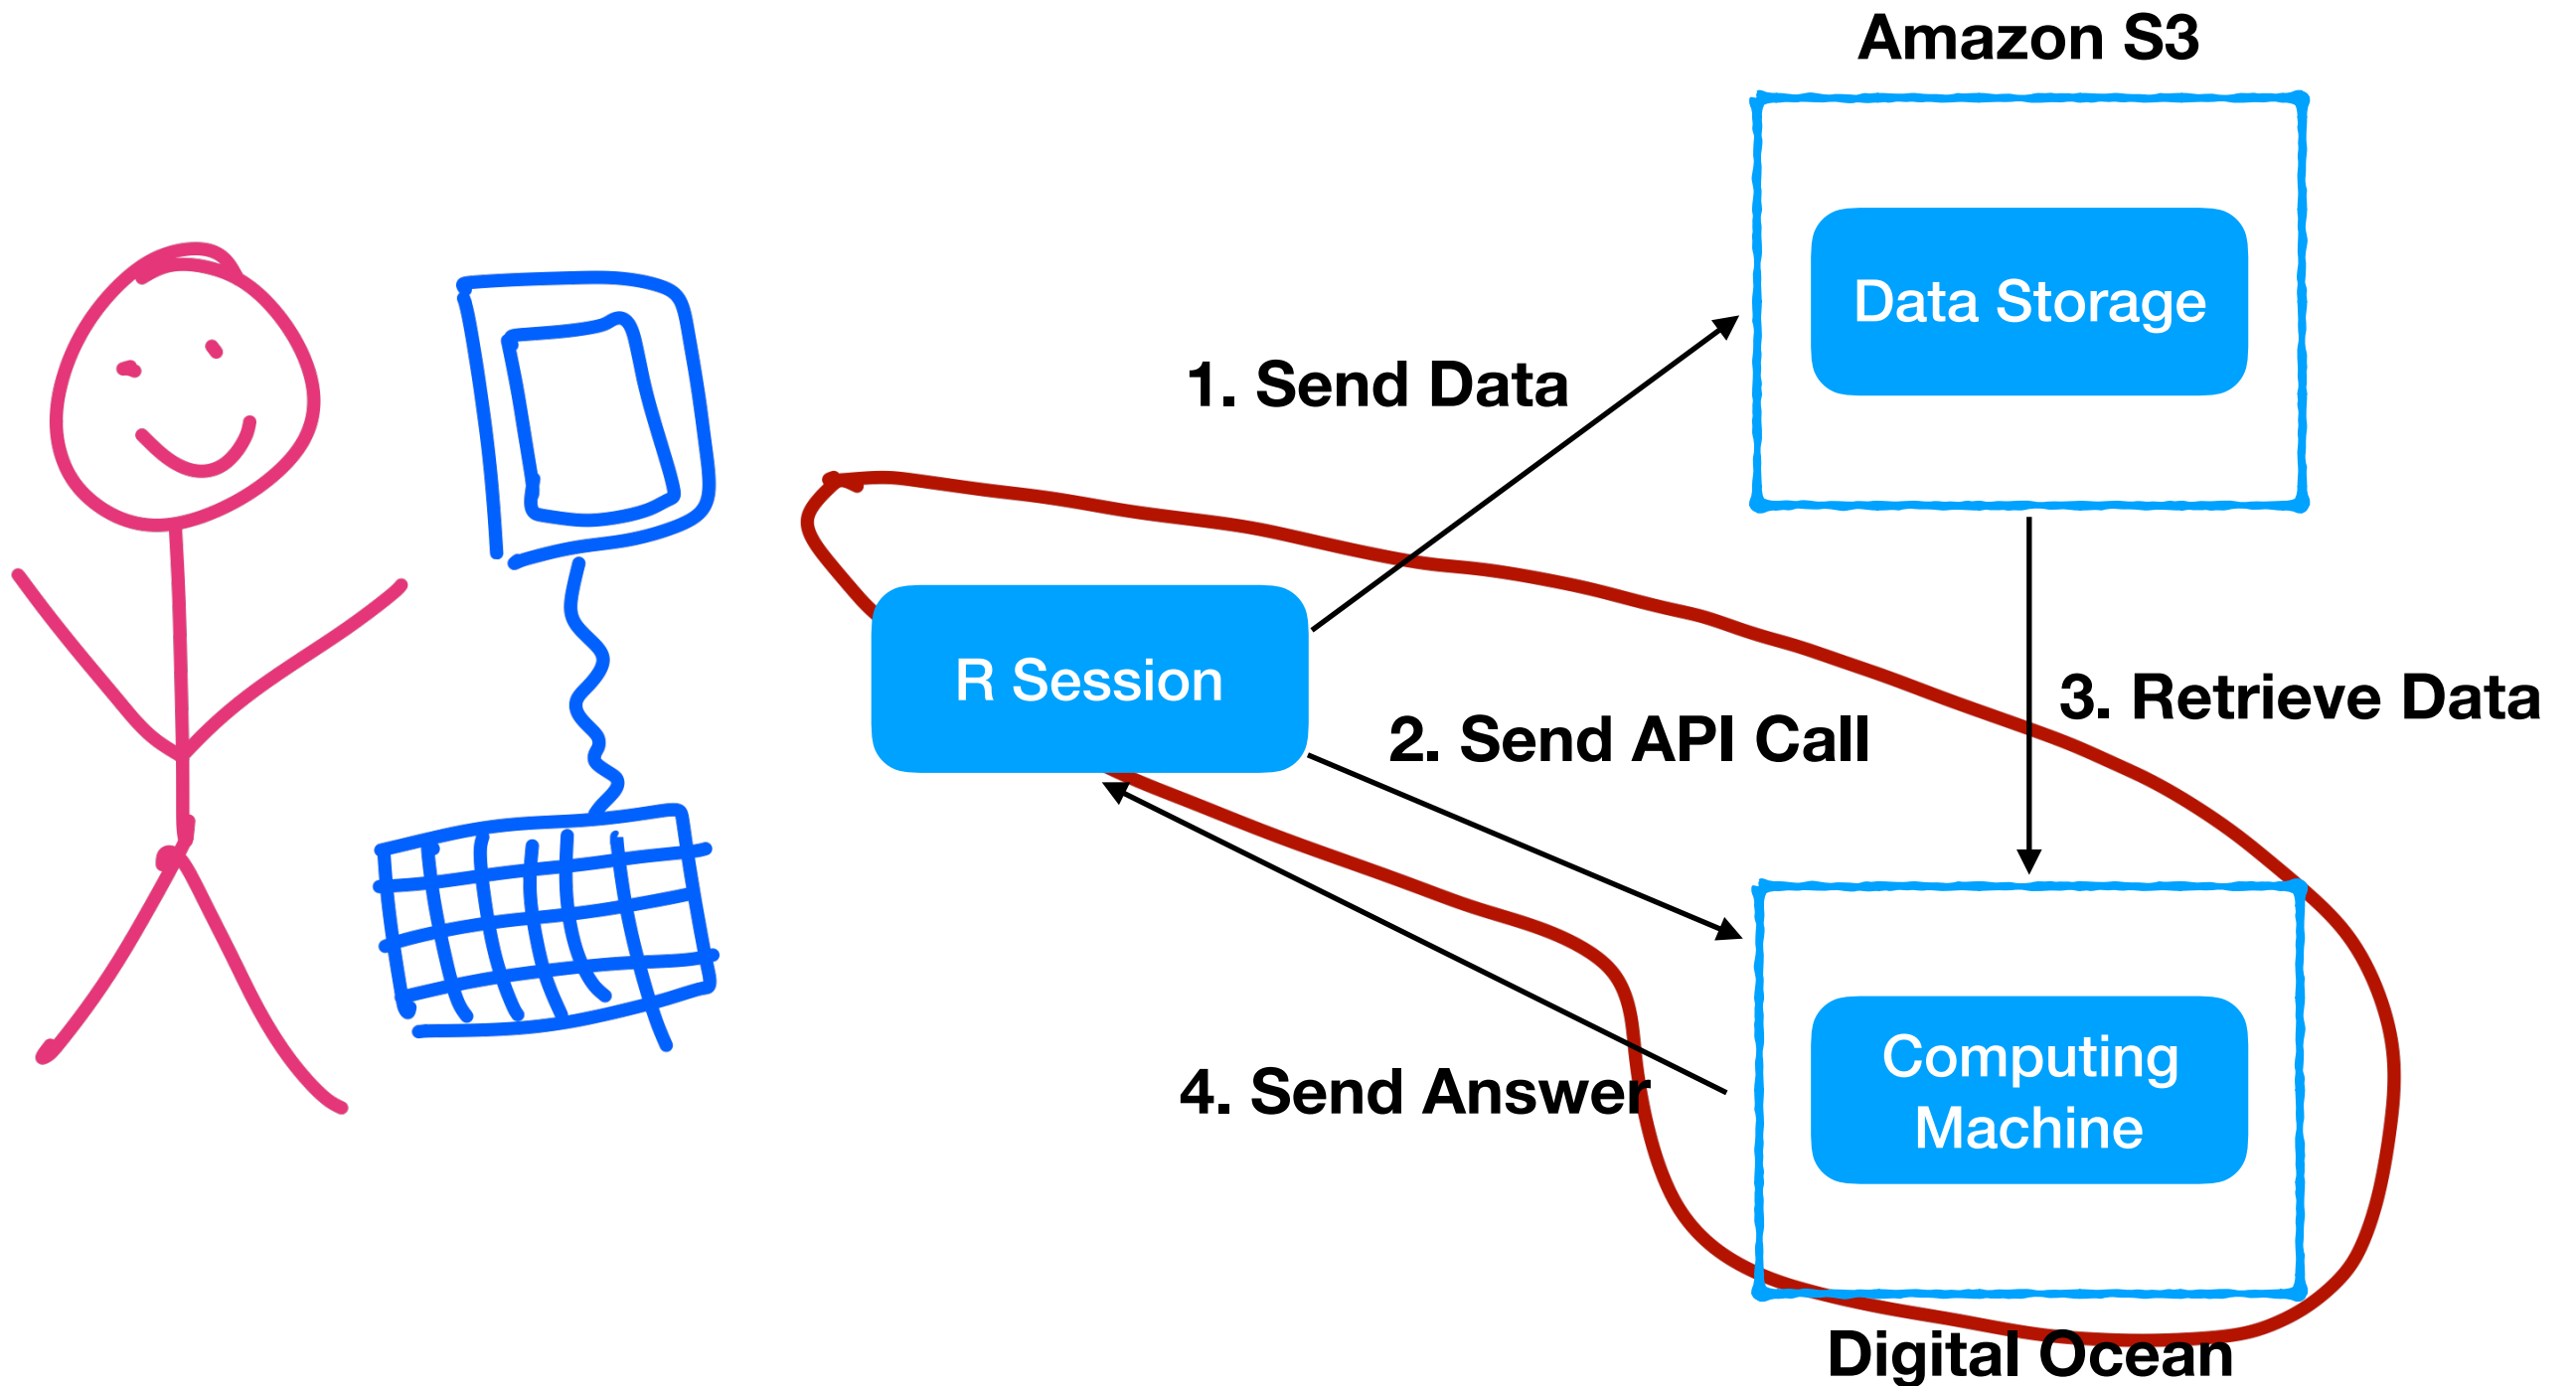 Amazon S3
Data Storage
1. Send Data
R Session
2. Send API Call
3. Retrieve Data
Computing
Machine
4. Send Answer
Digital Ocean